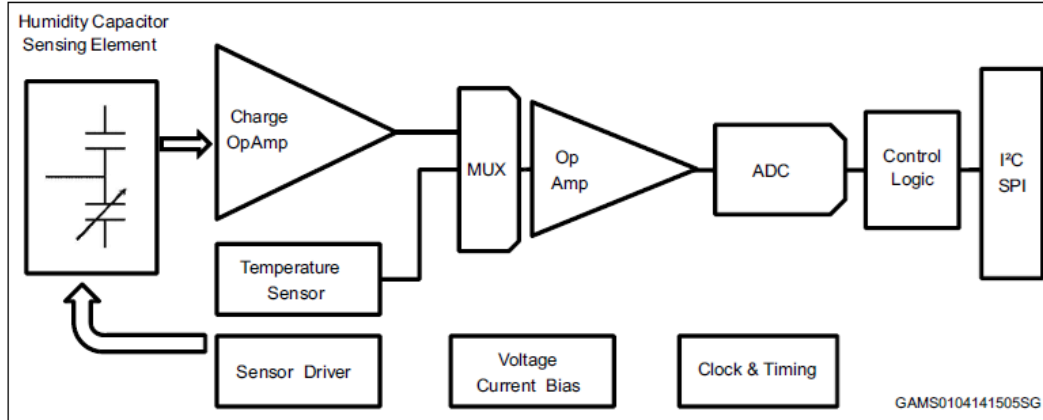 Humidity Capacitor
Sensing Element
Charge
OpAmp
MUX
Op
Amp
ADC
Control
Logic
I²C
SPI
Temperature
Sensor
Sensor Driver
Voltage
Current Bias
Clock & Timing
GAMS0104141505SG